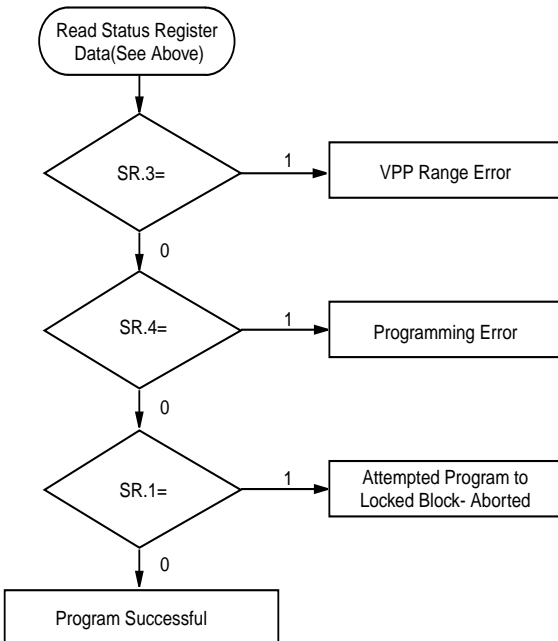 Read Status Register
Data(See Above)
SR.3=
1
VPP Range Error
0
SR.4=
1
Programming Error
0
SR.1=
1
Attempted Program to
Locked Block- Aborted
0
Program Successful